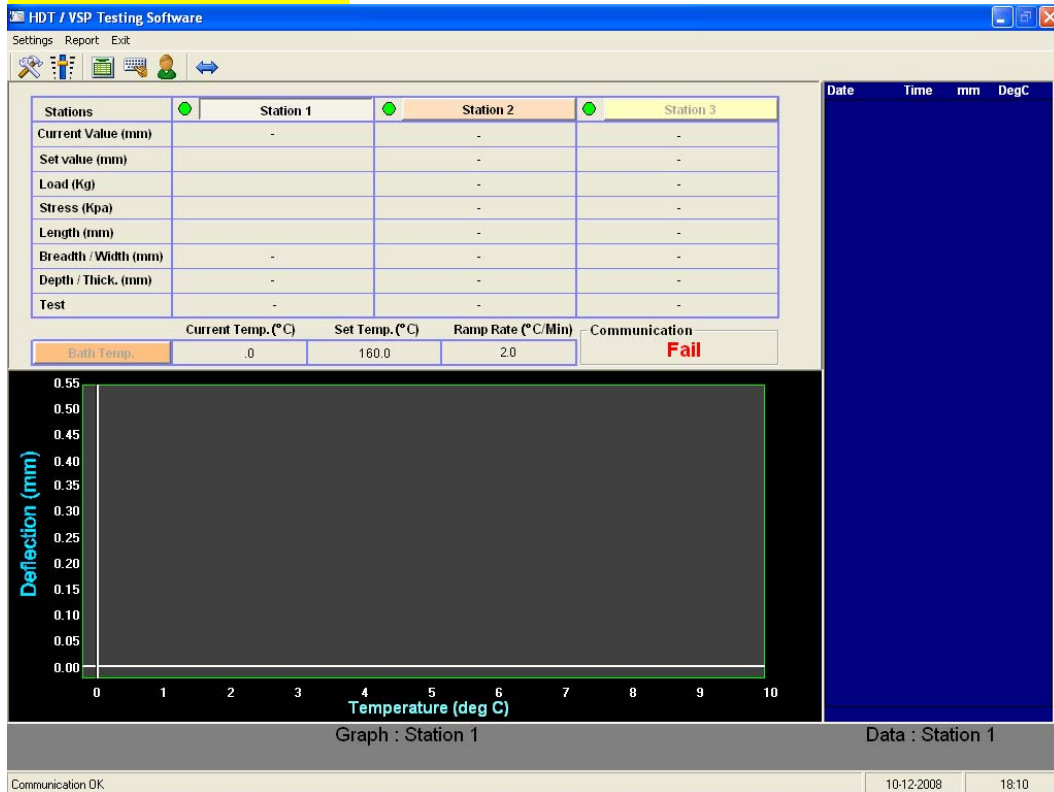 HDT / VSP Testing Software
Settings Report Exit
Date Time mm DegC
Stations Station 1 Station 2 Station 3
Current Value (mm) - - -
Set value (mm) - -
Load (Kg) - -
Stress (Kpa) - -
Length (mm) - -
Breadth / Width (mm) - - -
Depth / Thick. (mm) - - -
Test - - -
Current Temp. (°C) Set Temp. (°C) Ramp Rate (°C/Min) Communication
Bath Temp. .0 160.0 2.0 Fail
0.55
0.50
0.45
0.40
0.35
0.30
0.25
0.20
0.15
0.10
0.05
0.00
Deflection (mm)
0 1 2 3 4 5 6 7 8 9 10
Temperature (deg C)
Graph : Station 1 Data : Station 1
Communication OK 10-12-2008 18:10